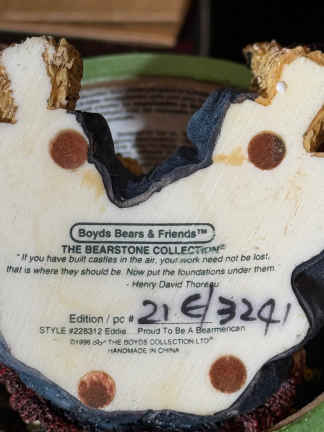 Boyds Bears & Friends™
THE BEARSTONE COLLECTION®
"If you have built castles in the air, your work need not be lost,
that is where they should be. Now put the foundations under them.
- Henry David Thoreau
Edition / pc # 21E/3241
STYLE #228312 Eddie... Proud To Be A Bearmerican
©1996 THE BOYDS COLLECTION LTD®
HANDMADE IN CHINA